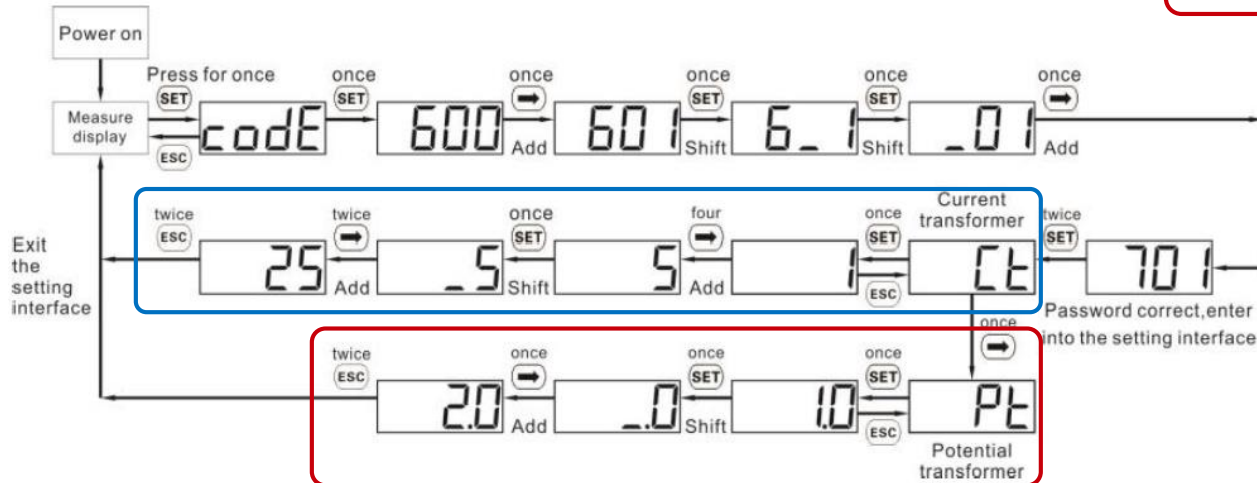 Power on
Press for once
once
once
once
once
once
SET
SET
➡
SET
SET
➡
Measure
display
codE
600
601
6_1
_01
ESC
Add
Shift
Shift
Add
Current
transformer
twice
twice
once
four
once
twice
ESC
➡
SET
➡
SET
SET
Exit
the
setting
interface
25
_5
5
1
Ct
701
Add
Shift
Add
ESC
Password correct,enter
into the setting interface
once
➡
twice
once
once
once
ESC
➡
SET
SET
2.0
_.0
1.0
Pt
Add
Shift
ESC
Potential
transformer